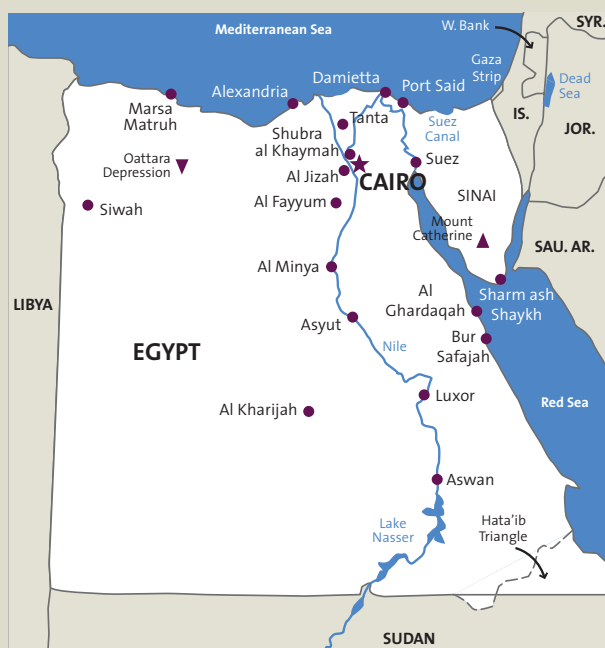 SYR.
W. Bank
Mediterranean Sea
Gaza
Strip
Dead
Sea
Damietta
Port Said
Alexandria
IS.
Marsa
Matruh
Tanta
Suez
Canal
JOR.
Shubra
al Khaymah
Oattara
Depression
Suez
Al Jizah
CAIRO
SINAI
Siwah
Al Fayyum
Mount
Catherine
SAU. AR.
Al Minya
LIBYA
Al
Ghardaqah
Sharm ash
Shaykh
Asyut
Bur
Safajah
EGYPT
Nile
Luxor
Red Sea
Al Kharijah
Aswan
Lake
Nasser
Hata'ib
Triangle
SUDAN